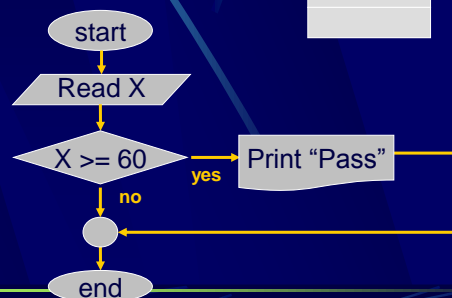 start
Read X
X >= 60
yes
Print “Pass”
no
end